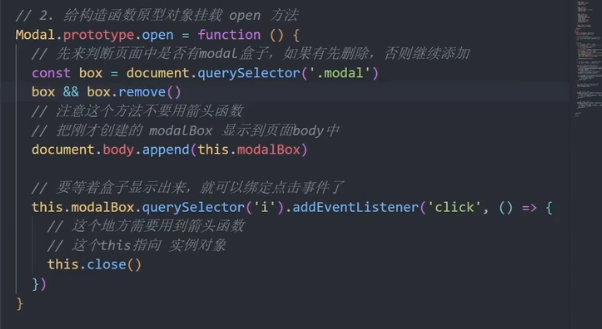 // 2. 给构造函数原型对象挂载 open 方法
Modal.prototype.open = function () {
// 先来判断页面中是否有modal盒子，如果有先删除，否则继续添加
const box = document.querySelector('.modal')
box && box.remove()
// 注意这个方法不要用箭头函数
// 把刚才创建的 modalBox 显示到页面body中
document.body.append(this.modalBox)
// 要等着盒子显示出来，就可以绑定点击事件了
this.modalBox.querySelector('i').addEventListener('click', () => {
// 这个地方需要用到箭头函数
// 这个this指向 实例对象
this.close()
})
}